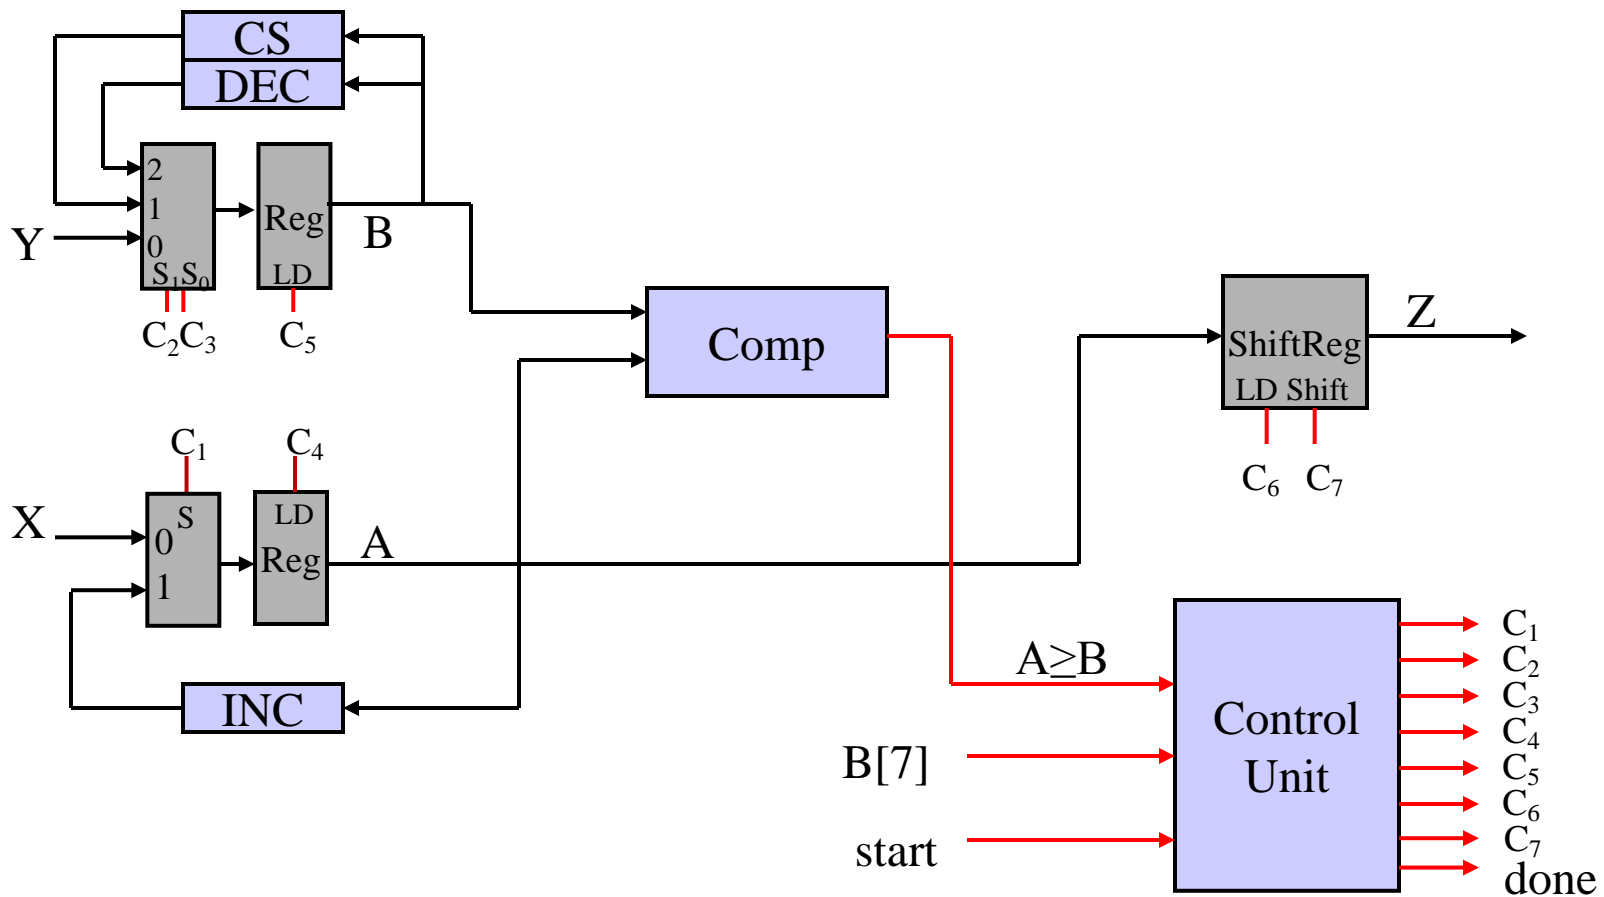 CS
DEC
2
1
0
Y
S₁S₀
Reg
LD
B
C₂C₃
C₅
Comp
Z
ShiftReg
LD Shift
C₆ C₇
C₁
C₄
X
S
0
1
LD
Reg
A
INC
A≥B
B[7]
start
Control
Unit
C₁
C₂
C₃
C₄
C₅
C₆
C₇
done